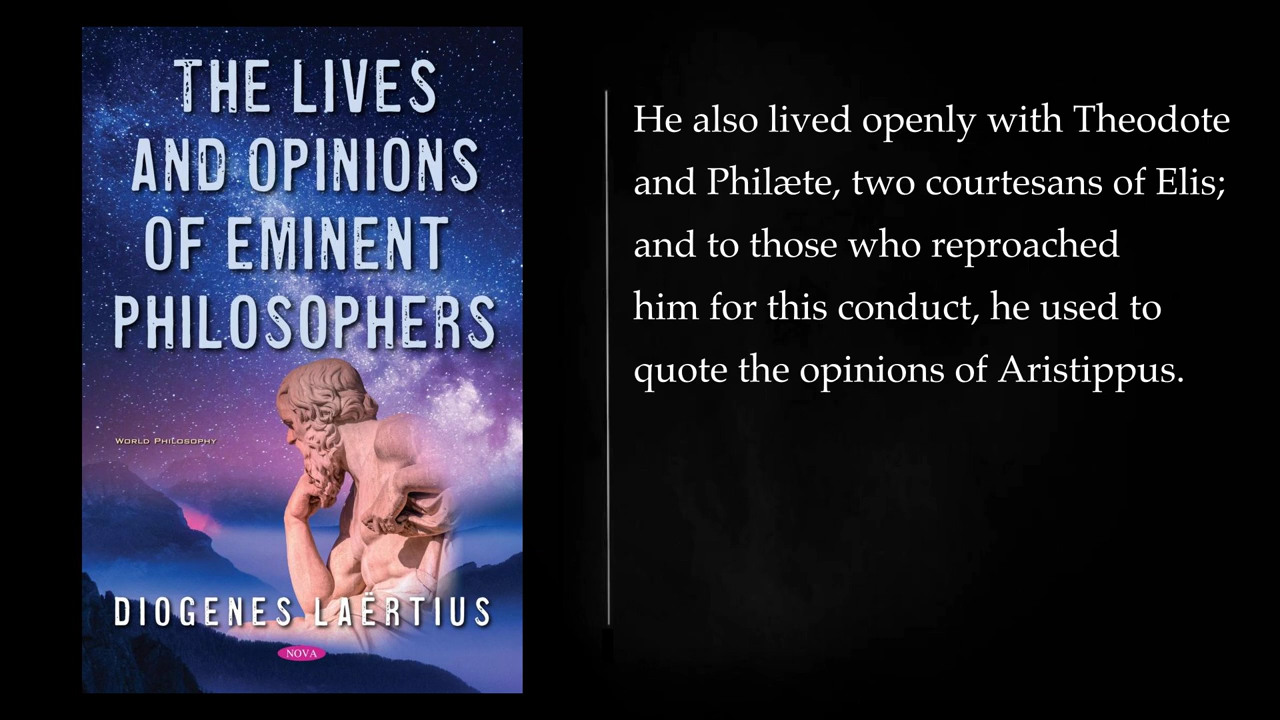 THE LIVES
AND OPINIONS
OF EMINENT
PHILOSOPHERS
WORLD PHILOSOPHY
DIOGENES LAËRTIUS
NOVA
He also lived openly with Theodote
and Philæte, two courtesans of Elis;
and to those who reproached
him for this conduct, he used to
quote the opinions of Aristippus.